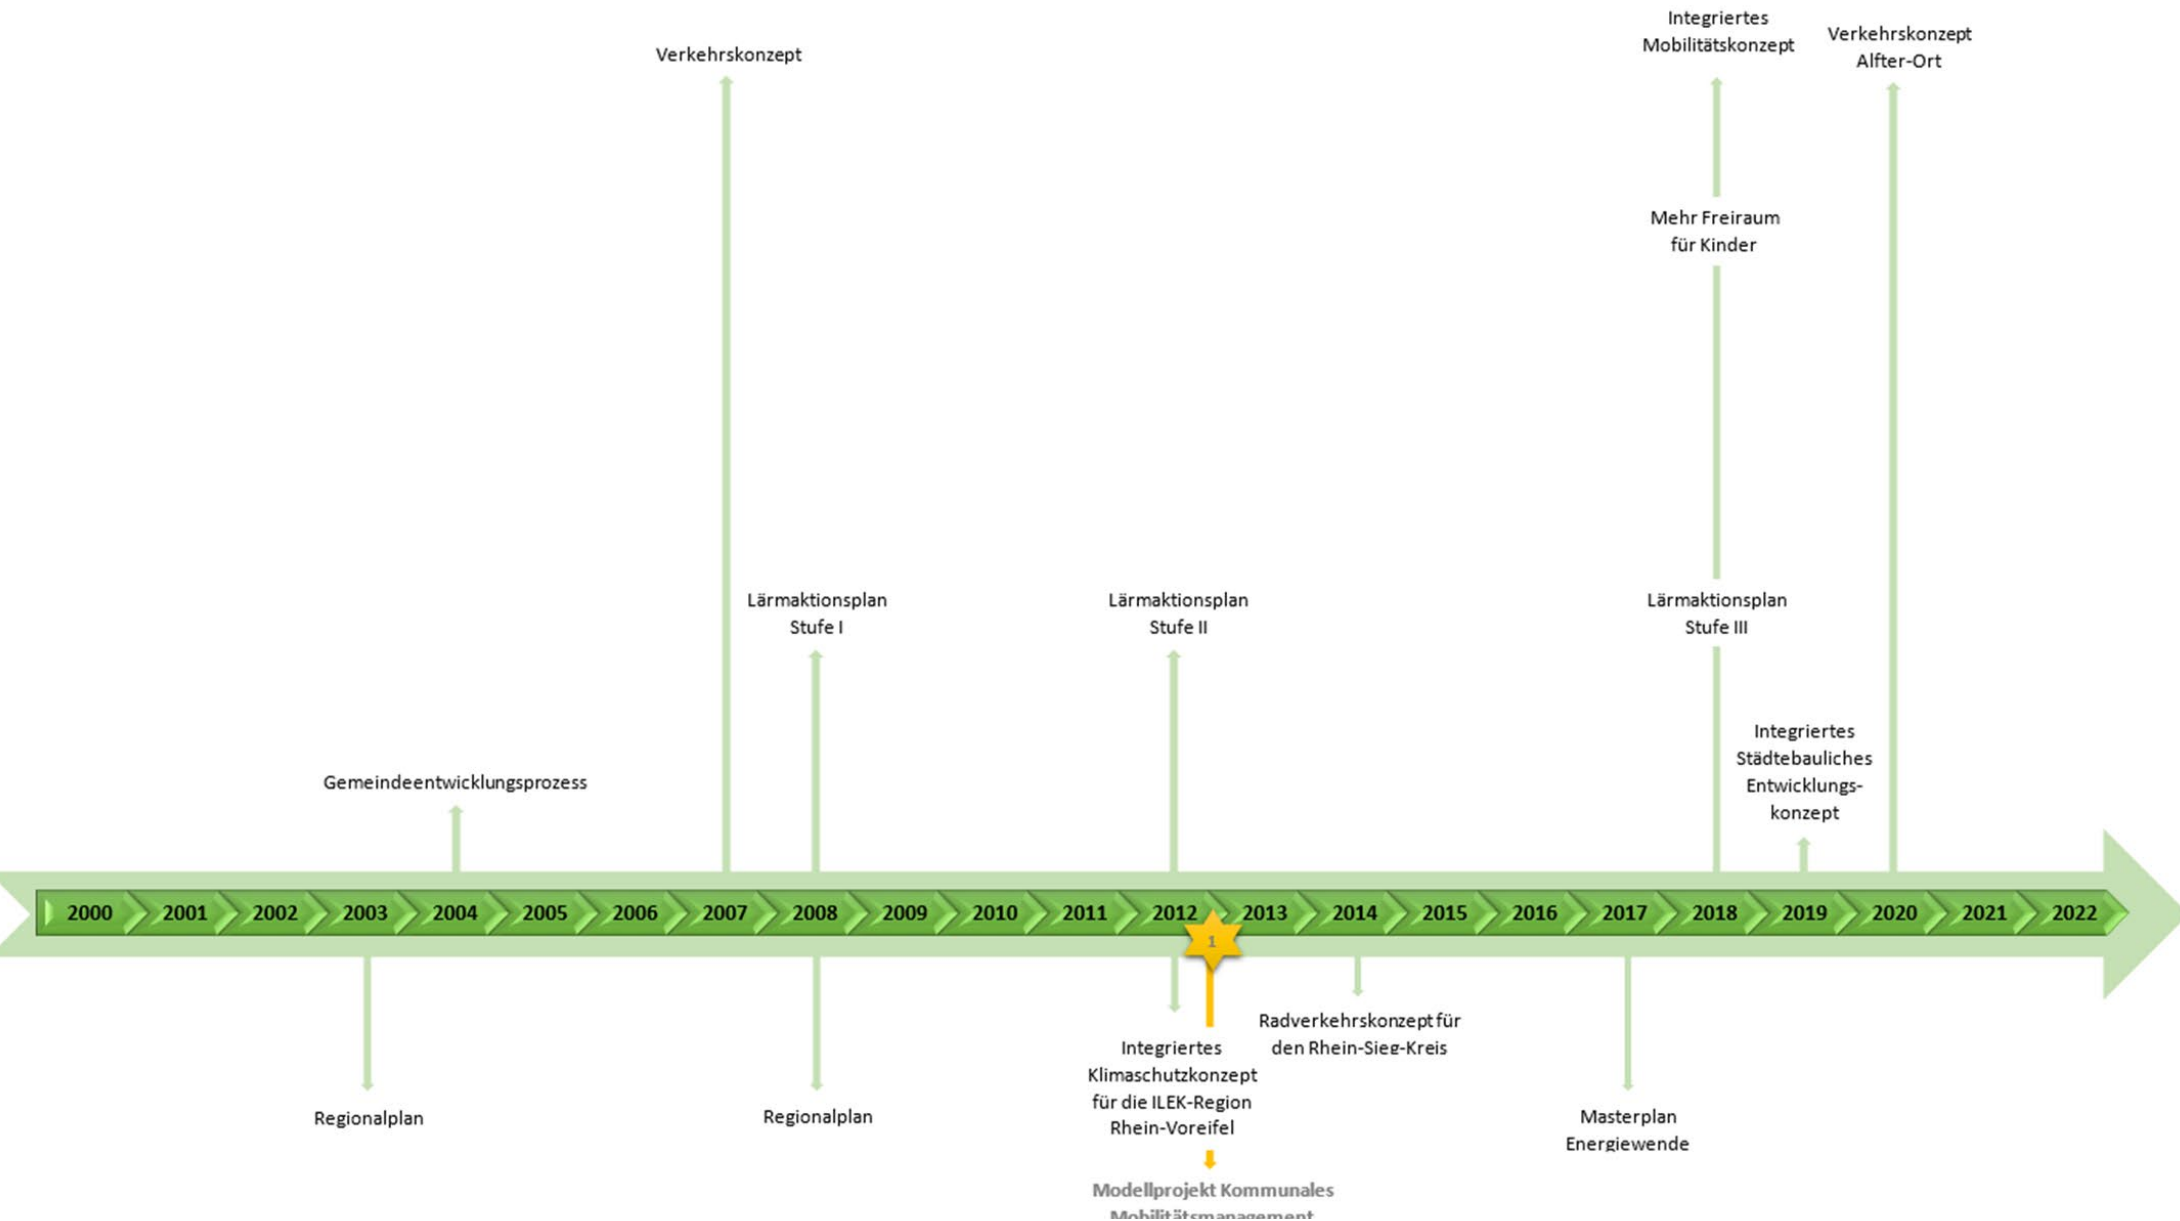 Integriertes
Mobilitätskonzept
Verkehrskonzept
Alfter-Ort
Verkehrskonzept
Mehr Freiraum
für Kinder
Lärmaktionsplan
Stufe I
Lärmaktionsplan
Stufe II
Lärmaktionsplan
Stufe III
Integriertes
Städtebauliches
Entwicklungs-
konzept
Gemeindeentwicklungsprozess
2000 2001 2002 2003 2004 2005 2006 2007 2008 2009 2010 2011 2012 2013 2014 2015 2016 2017 2018 2019 2020 2021 2022
1
Radverkehrskonzept für
den Rhein-Sieg-Kreis
Integriertes
Klimaschutzkonzept
für die ILEK-Region
Rhein-Voreifel
Regionalplan
Regionalplan
Masterplan
Energiewende
Modellprojekt Kommunales
Mobilitätsmanagement